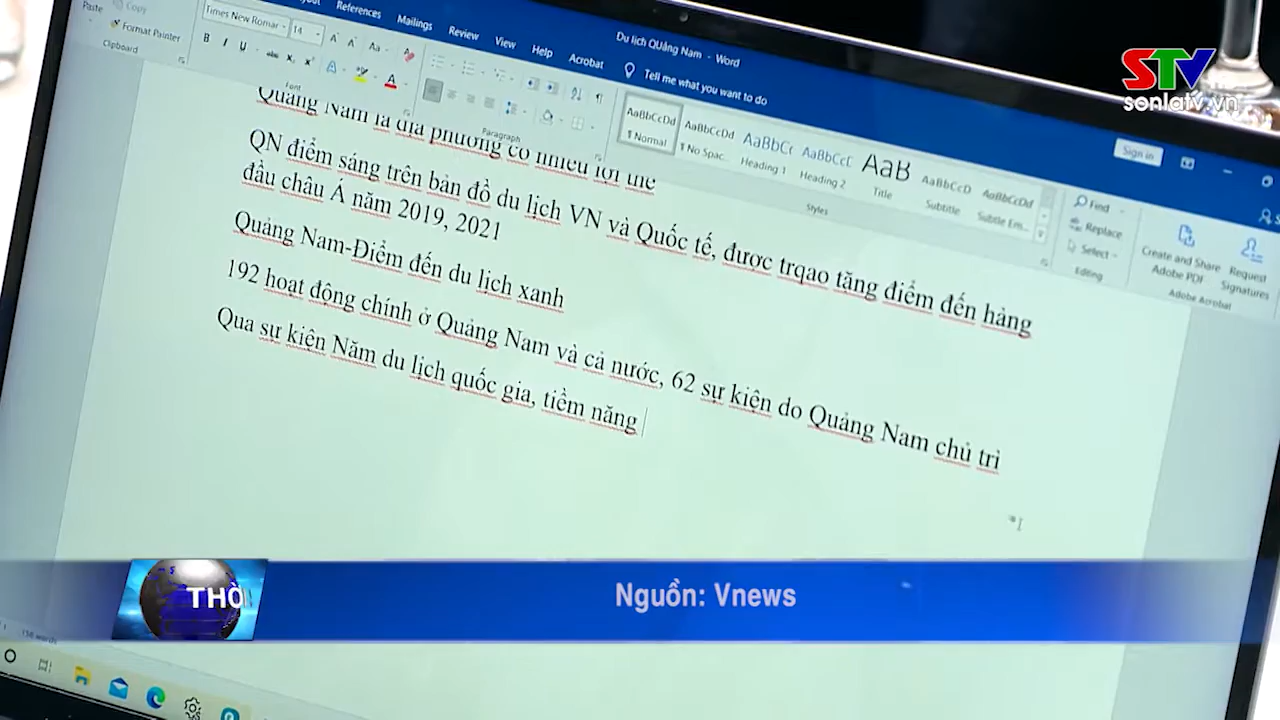 Paste
Copy
Format Painter
Clipboard
Times New Roman
14
B I U
Font
References
Mailings
Review
View
Help
Acrobat
Tell me what you want to do
Du lịch QUảng Nam - Word
Paragraph
AaBbCcDd
¶ Normal
AaBbCcDd
¶ No Spac...
AaBbCc
Heading 1
AaBbCcD
Heading 2
AaB
Title
AaBbCcD
Subtitle
AaBbCcDd
Subtle Em...
Styles
Sign in
Find
Replace
Select
Editing
Create and Share
Adobe PDF
Request
Signatures
Adobe Acrobat
STV
sonlatv.vn
Quảng Nam là địa phương có nhiều lợi thế
QN điểm sáng trên bản đồ du lịch VN và Quốc tế, được trqao tặng điểm đến hảng
đầu châu Á năm 2019, 2021
Quảng Nam-Điểm đến du lịch xanh
192 hoạt động chính ở Quảng Nam và cả nước, 62 sự kiện do Quảng Nam chủ trì
Qua sự kiện Năm du lịch quốc gia, tiềm năng
THỜ
Nguồn: Vnews